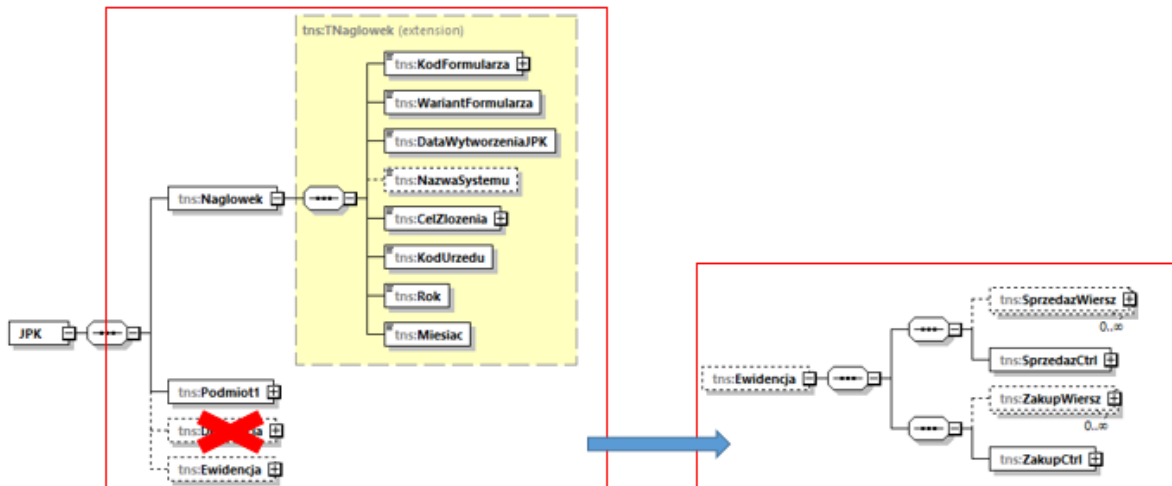 tns:TNaglowek (extension)
tns:KodFormularza
tns:WariantFormularza
tns:DataWytworzeniaJPK
tns:NazwaSystemu
tns:Naglowek
tns:CelZlozenia
tns:KodUrzedu
tns:Rok
tns:Miesiac
JPK
tns:Podmiot1
tns:Ewidencja
tns:SprzedazWiersz
0..∞
tns:SprzedazCtrl
tns:Ewidencja
tns:ZakupWiersz
0..∞
tns:ZakupCtrl